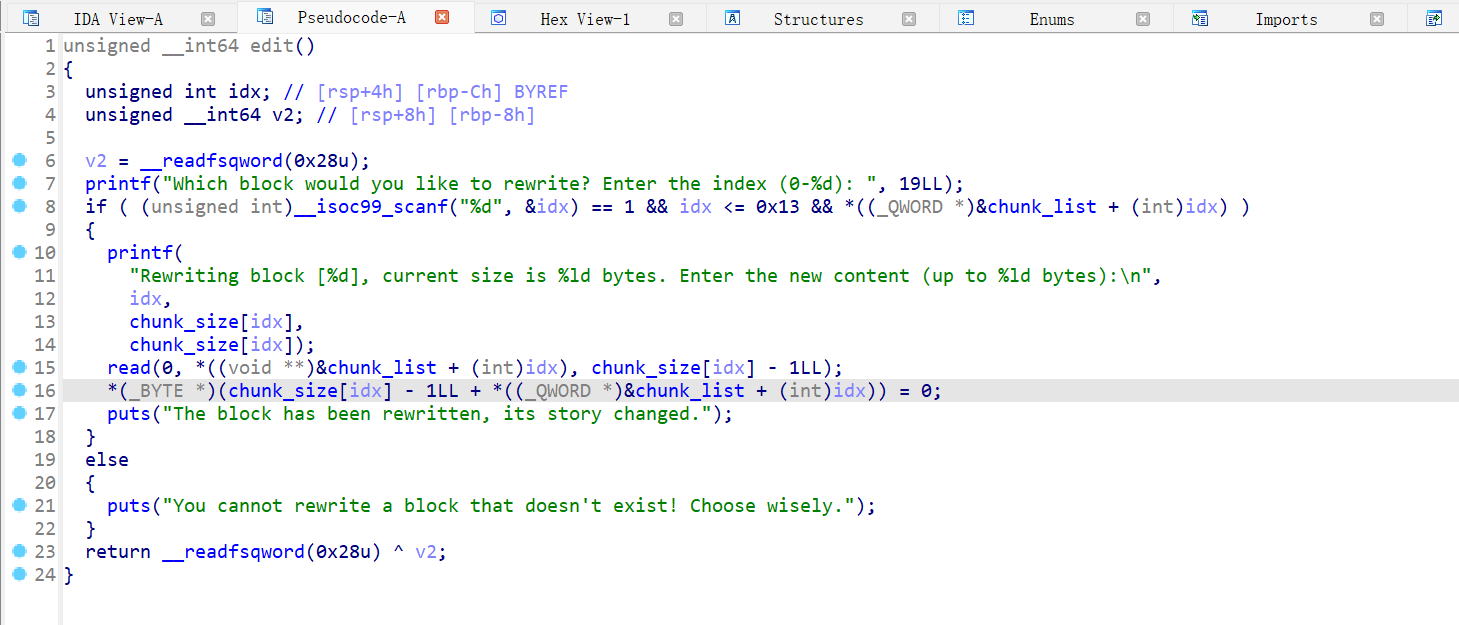 IDA View-A Pseudocode-A Hex View-1 Structures Enums Imports
1 unsigned __int64 edit()
2 {
3 unsigned int idx; // [rsp+4h] [rbp-Ch] BYREF
4 unsigned __int64 v2; // [rsp+8h] [rbp-8h]
5
6 v2 = __readfsqword(0x28u);
7 printf("Which block would you like to rewrite? Enter the index (0-%d): ", 19LL);
8 if ( (unsigned int)__isoc99_scanf("%d", &idx) == 1 && idx <= 0x13 && *((_QWORD *)&chunk_list + (int)idx) )
9 {
10 printf(
11 "Rewriting block [%d], current size is %ld bytes. Enter the new content (up to %ld bytes):\n",
12 idx,
13 chunk_size[idx],
14 chunk_size[idx]);
15 read(0, *((void **)&chunk_list + (int)idx), chunk_size[idx] - 1LL);
16 *(_BYTE *)(chunk_size[idx] - 1LL + *((_QWORD *)&chunk_list + (int)idx)) = 0;
17 puts("The block has been rewritten, its story changed.");
18 }
19 else
20 {
21 puts("You cannot rewrite a block that doesn't exist! Choose wisely.");
22 }
23 return __readfsqword(0x28u) ^ v2;
24 }